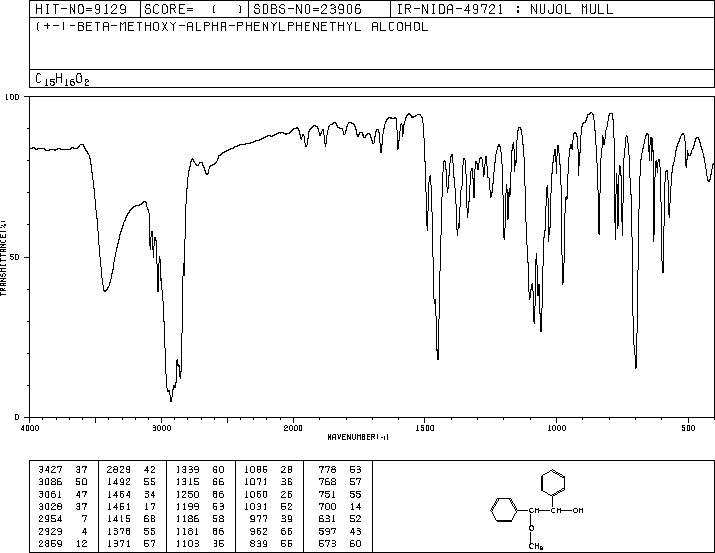 HIT-NO=9129 SCORE= ( ) SDBS-NO=23906 IR-NIDA-49721 : NUJOL MULL
(+-)-BETA-METHOXY-ALPHA-PHENYLPHENETHYL ALCOHOL
C15H16O2
100
TRANSMITTANCE(%)
50
0
4000 3000 2000 1500 1000 500
WAVENUMBER(-1)
3427 37 2829 42 1339 60 1086 28 778 53
3086 50 1492 55 1315 66 1071 36 768 57
3061 47 1464 34 1250 66 1060 26 751 55
3028 37 1451 17 1199 53 1031 52 700 14
2954 7 1415 68 1186 58 977 39 631 52
2929 4 1378 55 1181 66 962 66 597 43
2869 12 1371 57 1103 36 839 55 573 60
CH CH OH
O
CH3